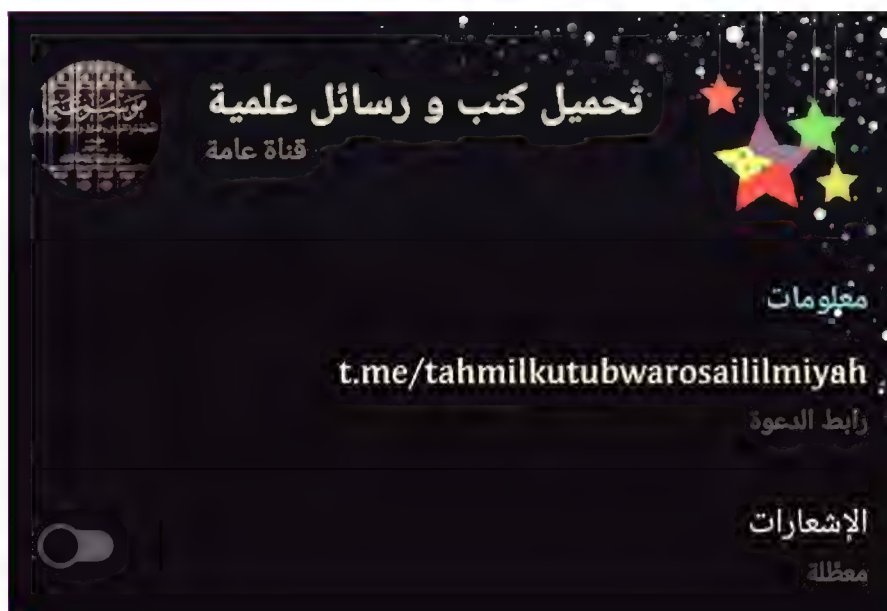 تحميل كتب و رسائل علمية
قناة عامة
معلومات
t.me/tahmilkutubwarosaililmiyah
رابط الدعوة
الإشعارات
معطلة